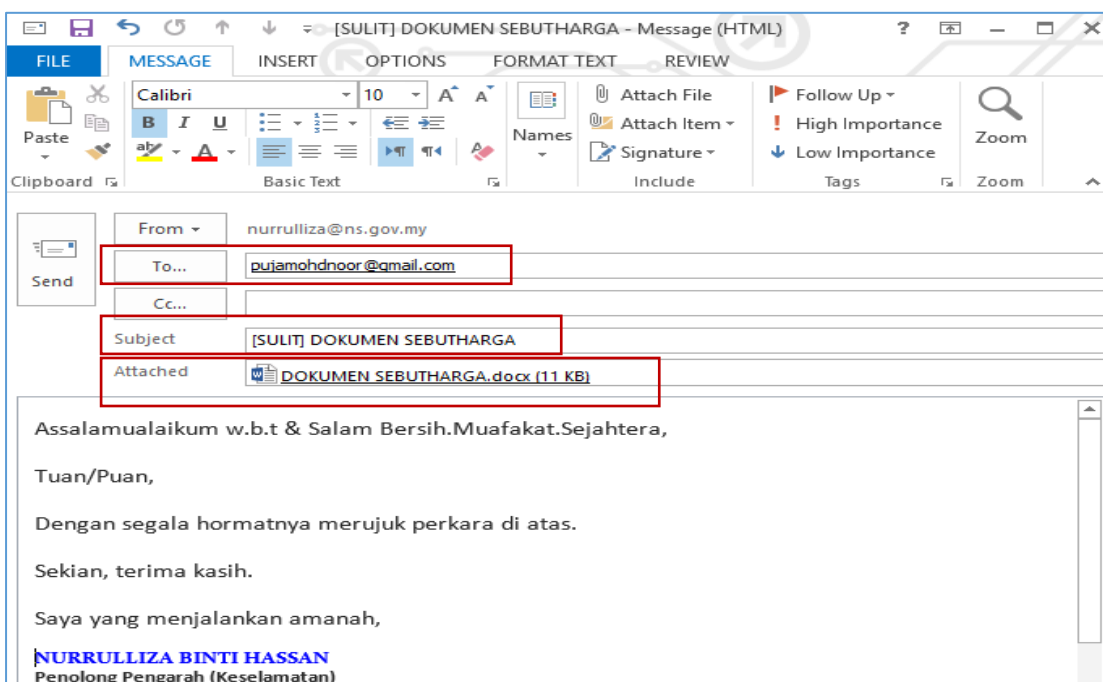 [SULIT] DOKUMEN SEBUTHARGA - Message (HTML) ?
FILE MESSAGE INSERT OPTIONS FORMAT TEXT REVIEW
Calibri 10 A A Attach File Follow Up
Paste B I U Names Attach Item High Importance Zoom
aby A Signature Low Importance
Clipboard Basic Text Include Tags Zoom
Send
From nurrulliza@ns.gov.my
To... pujamohdnoor@gmail.com
Cc...
Subject [SULIT] DOKUMEN SEBUTHARGA
Attached DOKUMEN SEBUTHARGA.docx (11 KB)
Assalamualaikum w.b.t & Salam Bersih.Muafakat.Sejahtera,
Tuan/Puan,
Dengan segala hormatnya merujuk perkara di atas.
Sekian, terima kasih.
Saya yang menjalankan amanah,
NURRULLIZA BINTI HASSAN
Penolong Pengarah (Keselamatan)